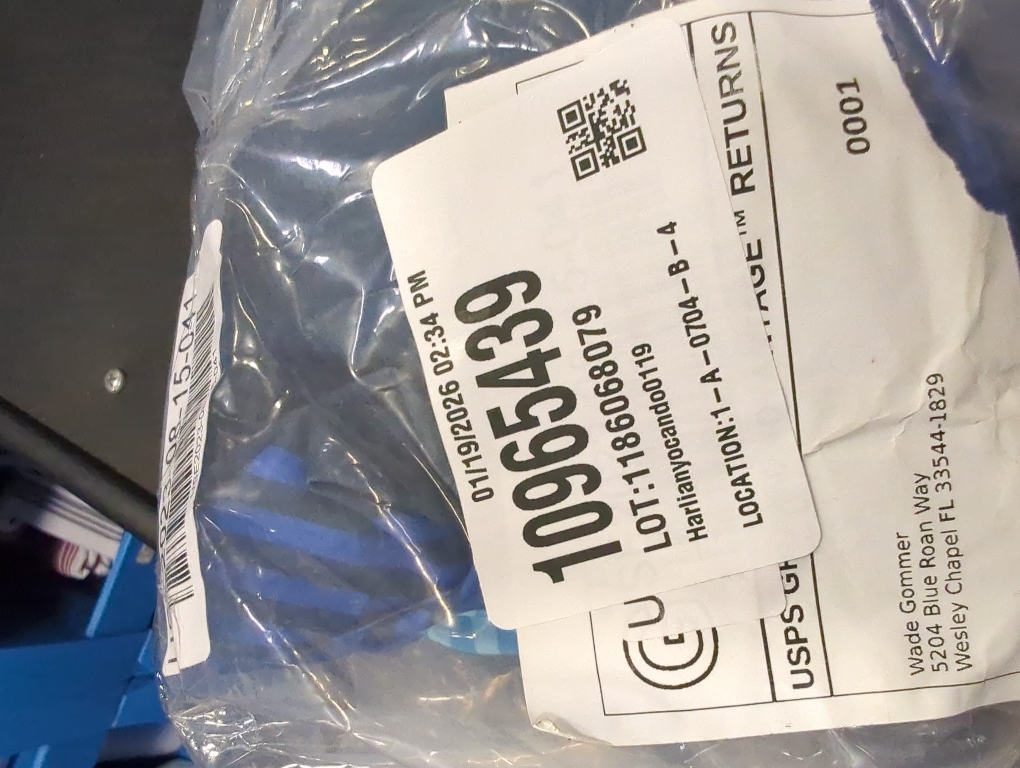 01/19/2026 02:34 PM
10965439
LOT:1186068079
Harlianyocando0119
LOCATION:1-A-0704-B-4
U
G
USPS
RETURNS
0001
Wade Gommer
5204 Blue Roan Way
Wesley Chapel FL 33544-1829